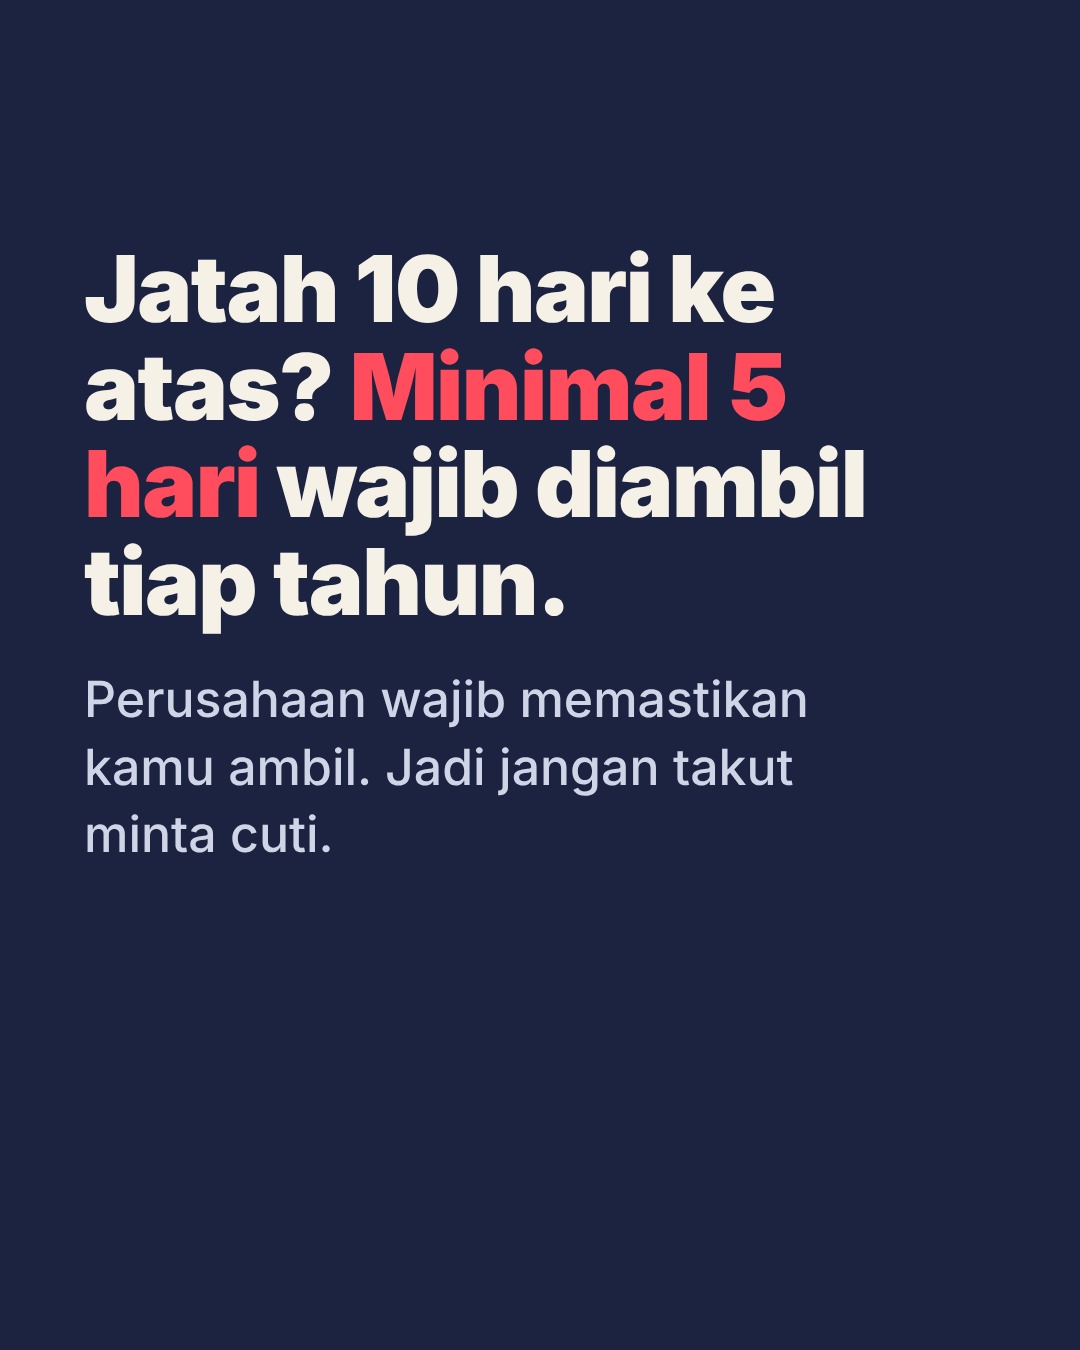 Jatah 10 hari ke
atas? Minimal 5
hari wajib diambil
tiap tahun.
Perusahaan wajib memastikan
kamu ambil. Jadi jangan takut
minta cuti.